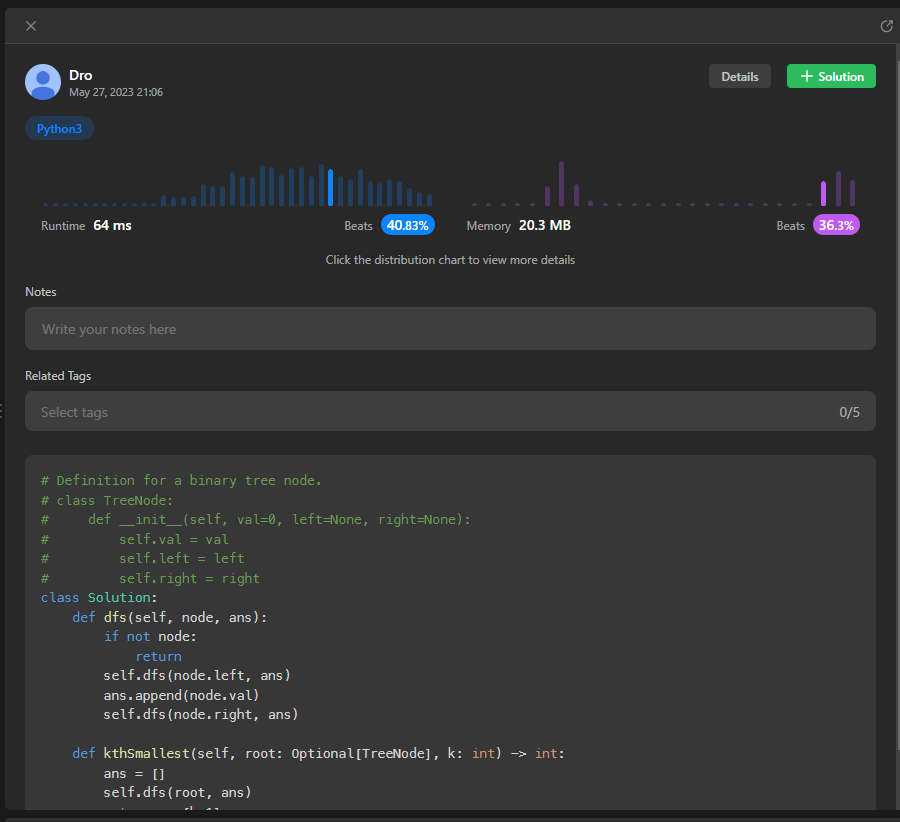 Dro
May 27, 2023 21:06
Details
Solution
Python3
Runtime 64 ms
Beats 40.83%
Memory 20.3 MB
Beats 36.3%
Click the distribution chart to view more details
Notes
Write your notes here
Related Tags
Select tags
0/5
# Definition for a binary tree node.
# class TreeNode:
#     def __init__(self, val=0, left=None, right=None):
#         self.val = val
#         self.left = left
#         self.right = right
class Solution:
    def dfs(self, node, ans):
        if not node:
            return
        self.dfs(node.left, ans)
        ans.append(node.val)
        self.dfs(node.right, ans)
    def kthSmallest(self, root: Optional[TreeNode], k: int) -> int:
        ans = []
        self.dfs(root, ans)